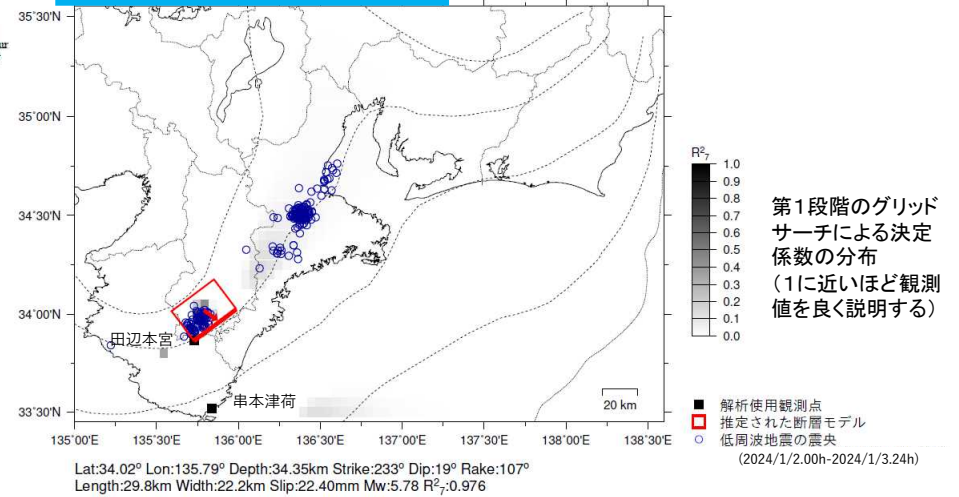 35°30'N
35°00'N
34°30'N
34°00'N
33°30'N
135°00'E 135°30'E 136°00'E 136°30'E 137°00'E 137°30'E 138°00'E 138°30'E
田辺本宮
串本津荷
20 km
R²₇
1.0
0.9
0.8
0.7
0.6
0.5
0.4
0.3
0.2
0.1
0.0
第1段階のグリッド
サーチによる決定
係数の分布
(1に近いほど観測
値を良く説明する)
解析使用観測点
推定された断層モデル
低周波地震の震央
(2024/1/2.00h-2024/1/3.24h)
Lat:34.02° Lon:135.79° Depth:34.35km Strike:233° Dip:19° Rake:107°
Length:29.8km Width:22.2km Slip:22.40mm Mw:5.78 R²₇:0.976